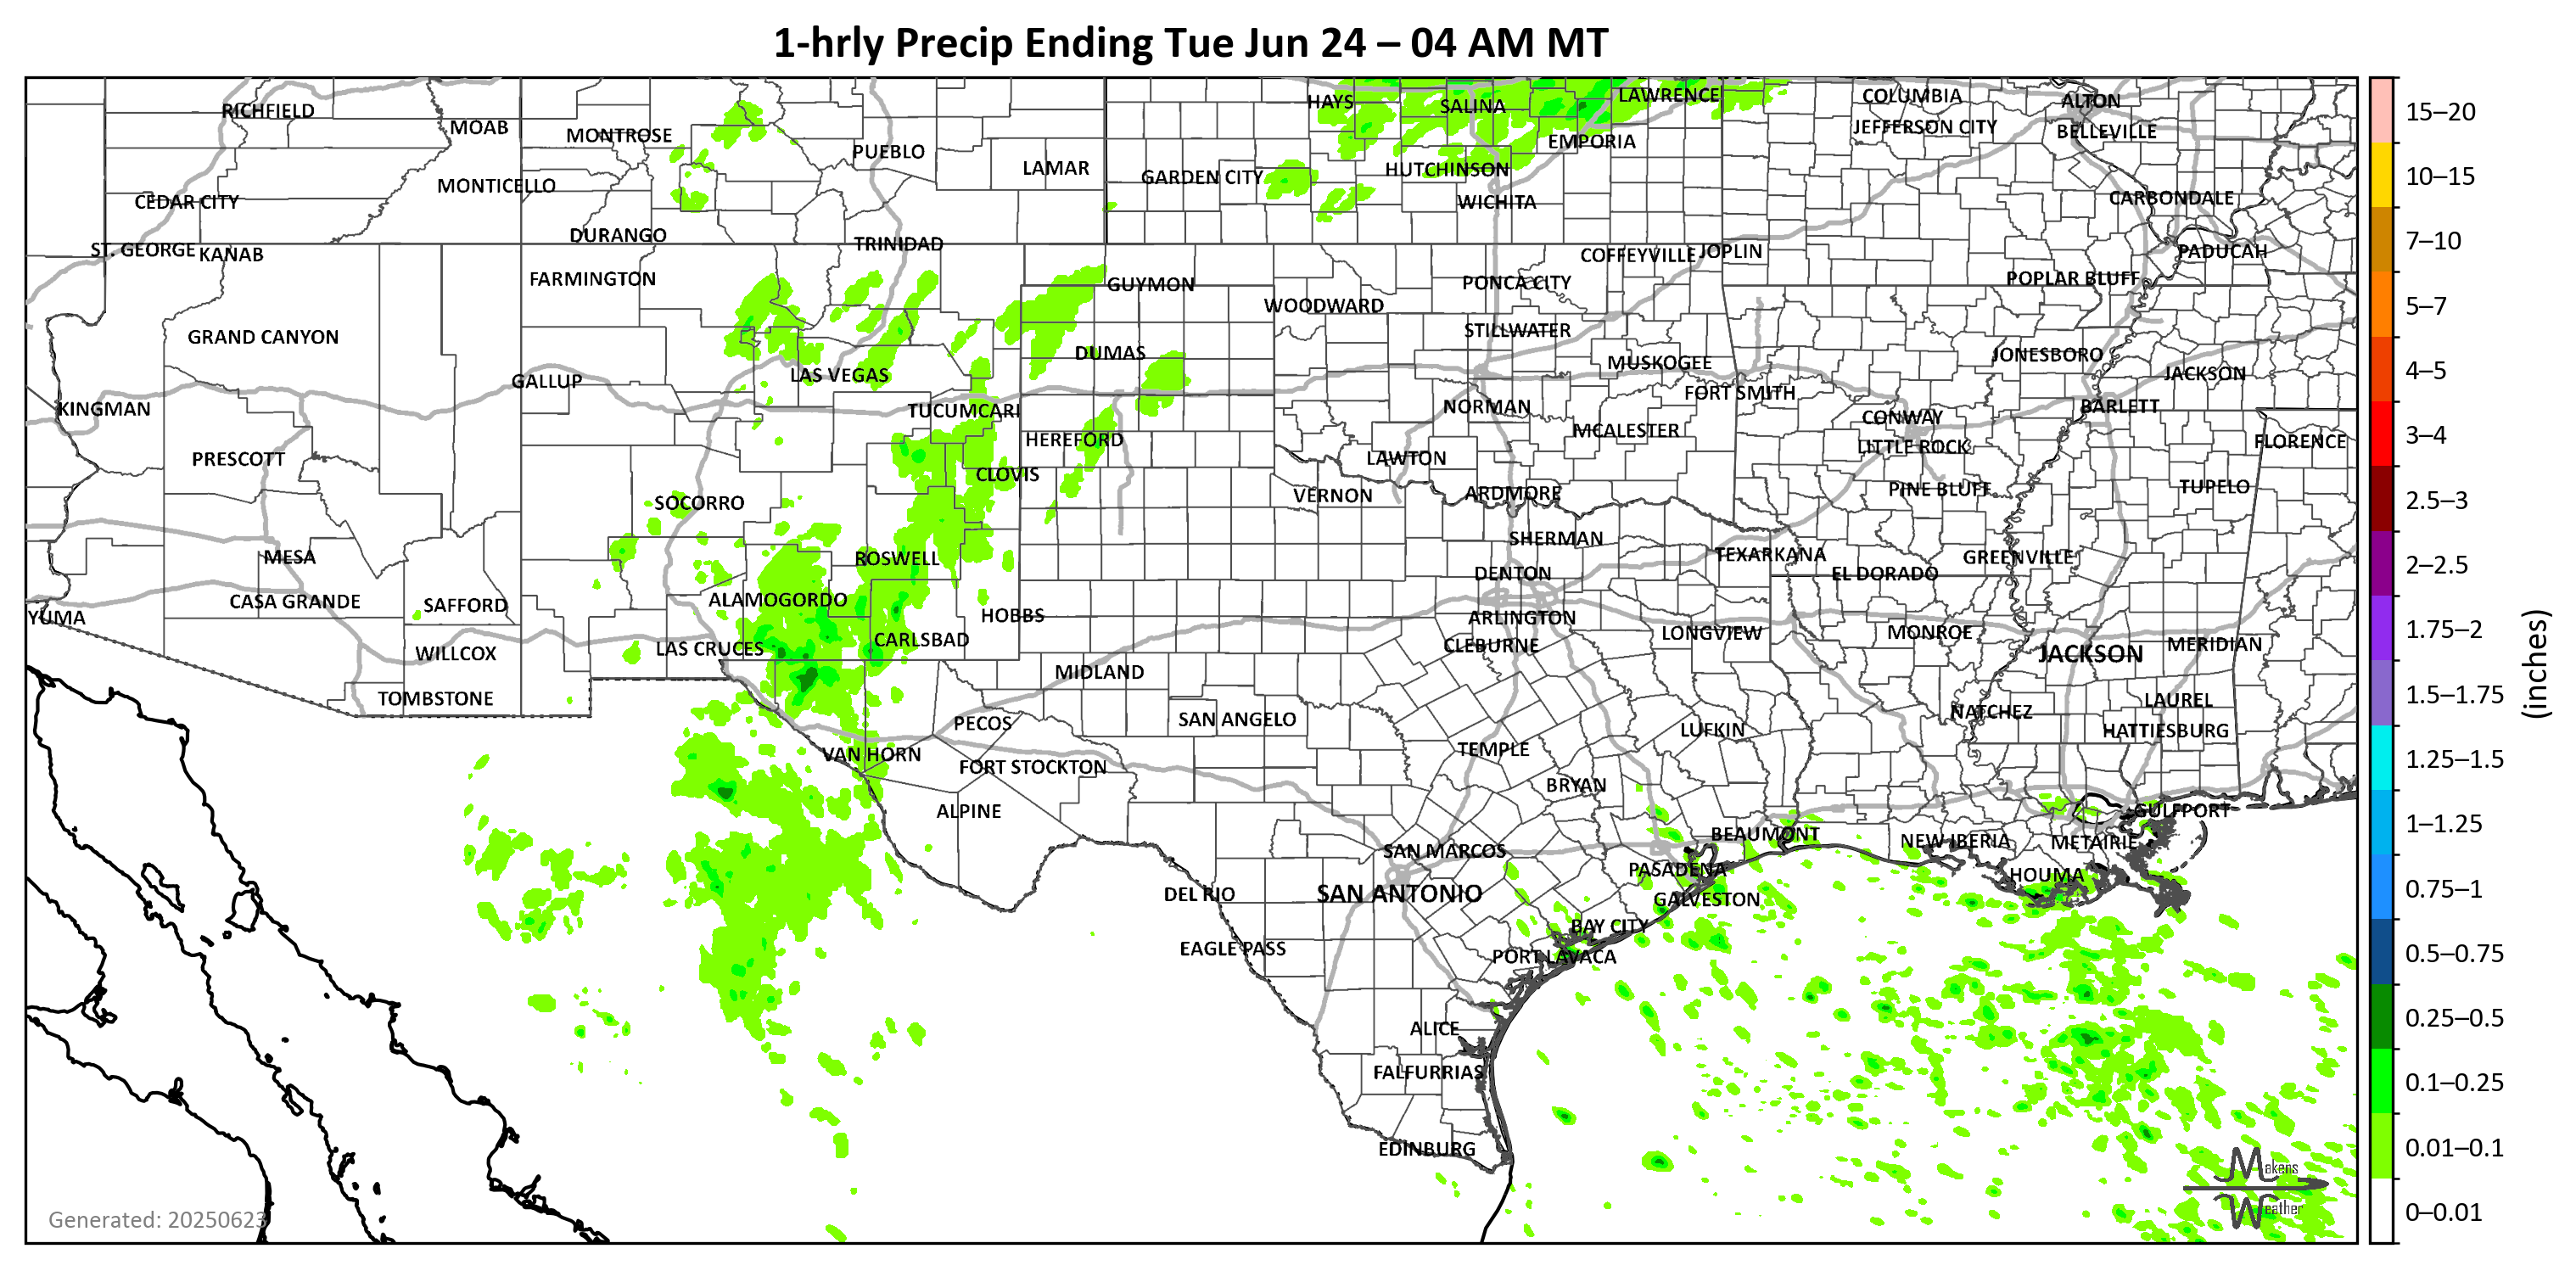 1-hrly Precip Ending Tue Jun 24 – 04 AM MT
RICHFIELD
MOAB
MONTROSE
PUEBLO
LAMAR
HAYS
SALINA
LAWRENCE
COLUMBIA
ALTON
JEFFERSON CITY
BELLEVILLE
EMPORIA
GARDEN CITY
HUTCHINSON
MONTICELLO
CEDAR CITY
WICHITA
CARBONDALE
DURANGO
TRINIDAD
ST. GEORGE
KANAB
COFFEYVILLE
JOPLIN
PADUCAH
FARMINGTON
GUYMON
PONCA CITY
POPLAR BLUFF
WOODWARD
GRAND CANYON
STILLWATER
DUMAS
MUSKOGEE
JONESBORO
GALLUP
LAS VEGAS
FORT SMITH
JACKSON
KINGMAN
TUCUMCARI
NORMAN
CONWAY
BARLETT
HEREFORD
MCALESTER
LITTLE ROCK
FLORENCE
PRESCOTT
CLOVIS
LAWTON
SOCORRO
VERNON
ARDMORE
PINE BLUFF
TUPELO
MESA
ROSWELL
SHERMAN
TEXARKANA
GREENVILLE
DENTON
EL DORADO
CASA GRANDE
SAFFORD
ALAMOGORDO
YUMA
HOBBS
ARLINGTON
LONGVIEW
MONROE
WILLCOX
LAS CRUCES
CARLSBAD
CLEBURNE
JACKSON
MERIDIAN
TOMBSTONE
MIDLAND
LAUREL
PECOS
SAN ANGELO
LUFKIN
NATCHEZ
HATTIESBURG
VAN HORN
FORT STOCKTON
TEMPLE
BRYAN
ALPINE
GULFPORT
BEAUMONT
NEW IBERIA
METAIRIE
SAN MARCOS
PASADENA
HOUMA
DEL RIO
SAN ANTONIO
GALVESTON
BAY CITY
EAGLE PASS
PORT LAVACA
ALICE
FALFURRIAS
EDINBURG
Makens
Weather
Generated: 20250623
15–20
10–15
7–10
5–7
4–5
3–4
2.5–3
2–2.5
1.75–2
1.5–1.75
1.25–1.5
1–1.25
0.75–1
0.5–0.75
0.25–0.5
0.1–0.25
0.01–0.1
0–0.01
(inches)